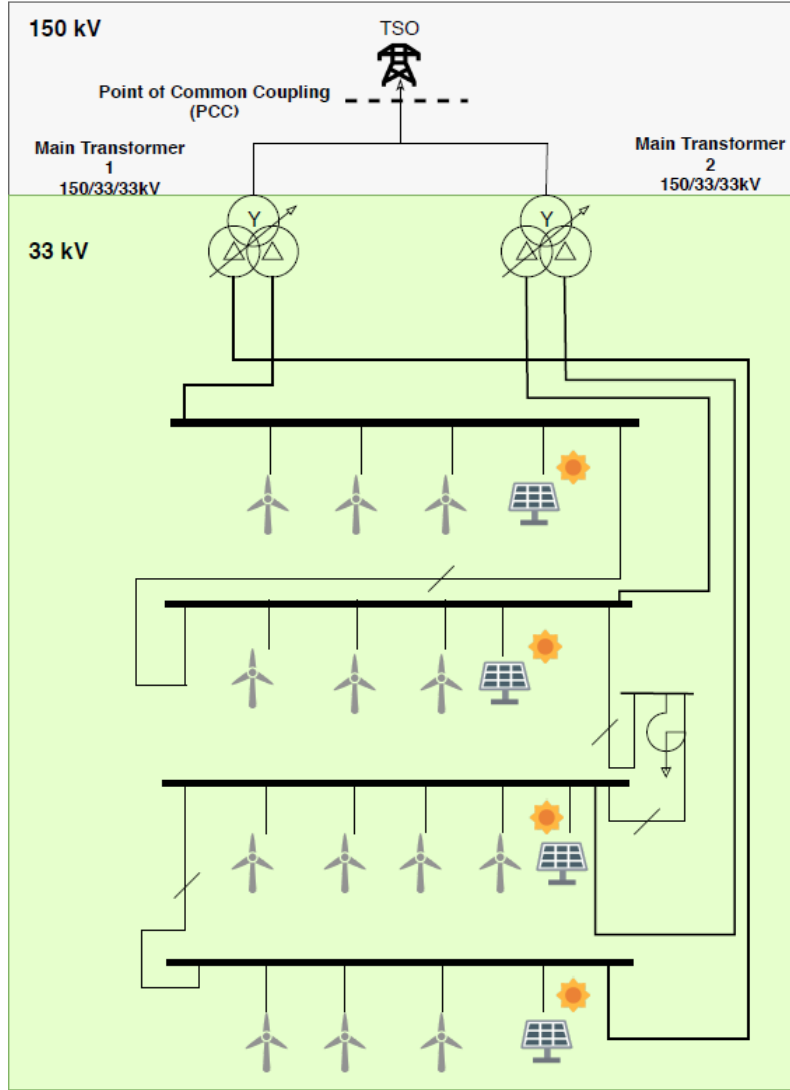 150 kV
TSO
Point of Common Coupling
(PCC)
Main Transformer
1
150/33/33kV
Main Transformer
2
150/33/33kV
Y
Y
33 kV